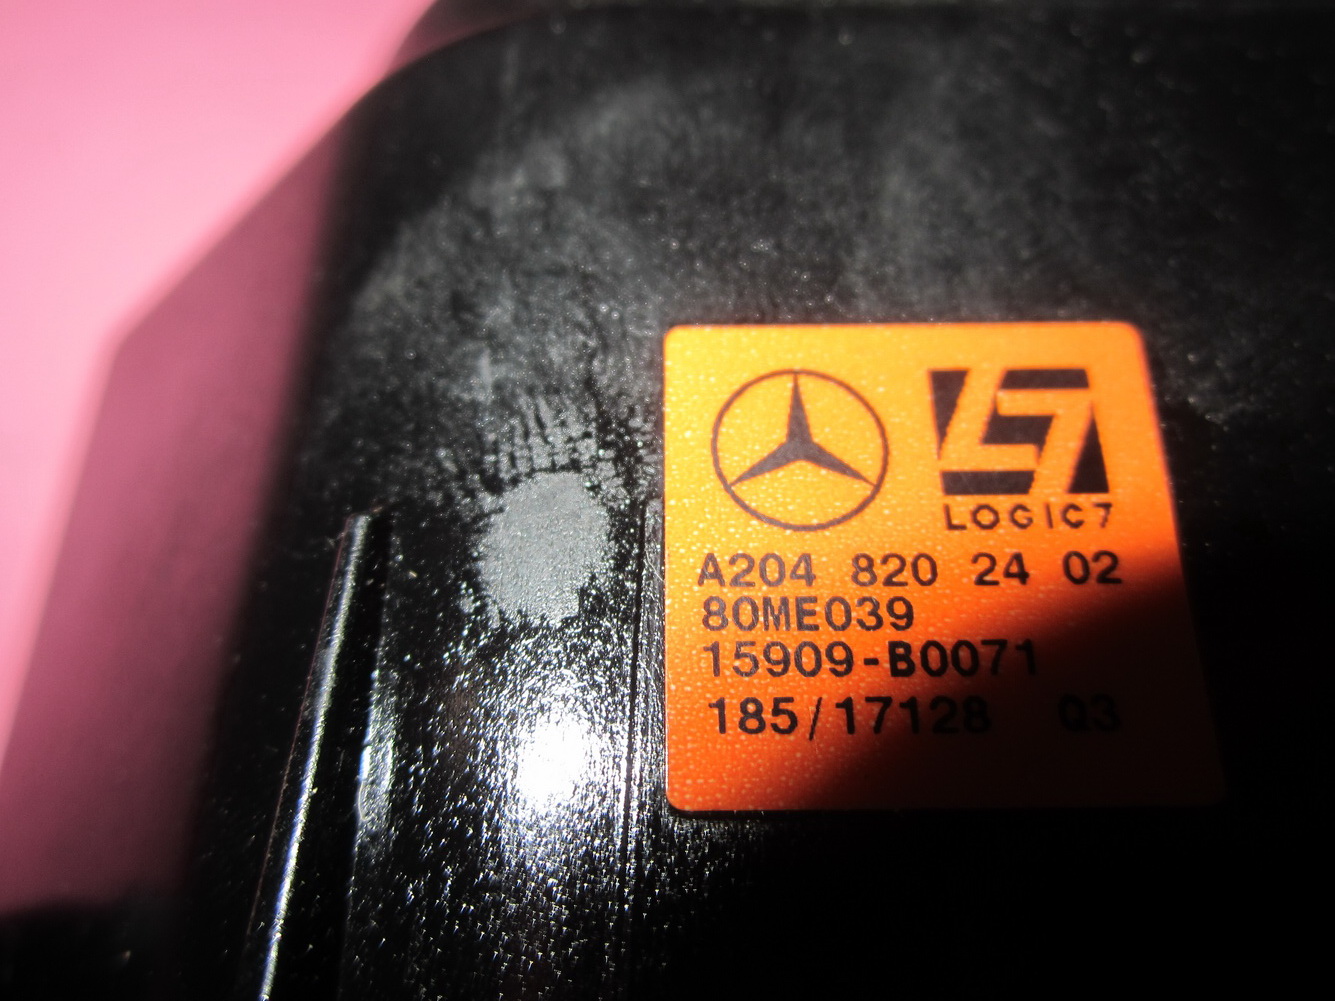 LOGIC7
A204 820 24 02
80ME039
15909-B0071
185/17128 Q3